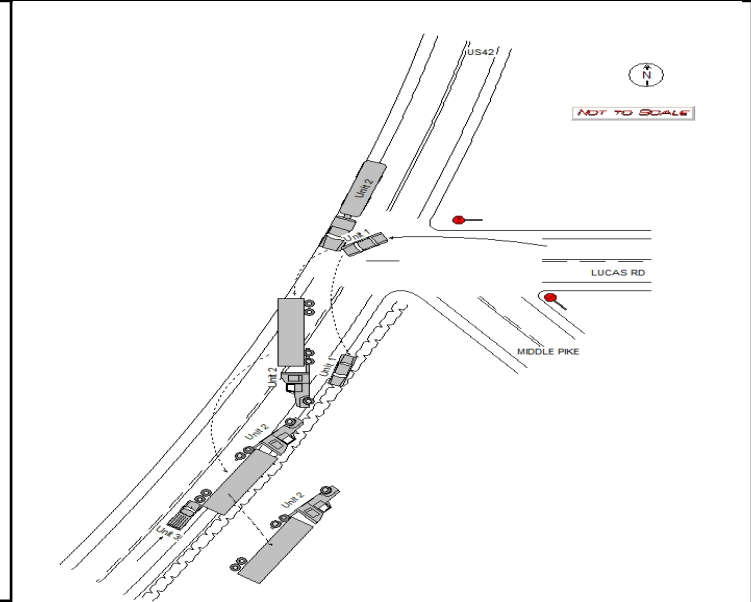 US42
N
NOT TO SCALE
Unit 2
Unit 1
LUCAS RD
MIDDLE PIKE
Unit 1
Unit 2
Unit 2
Unit 2
Unit 3